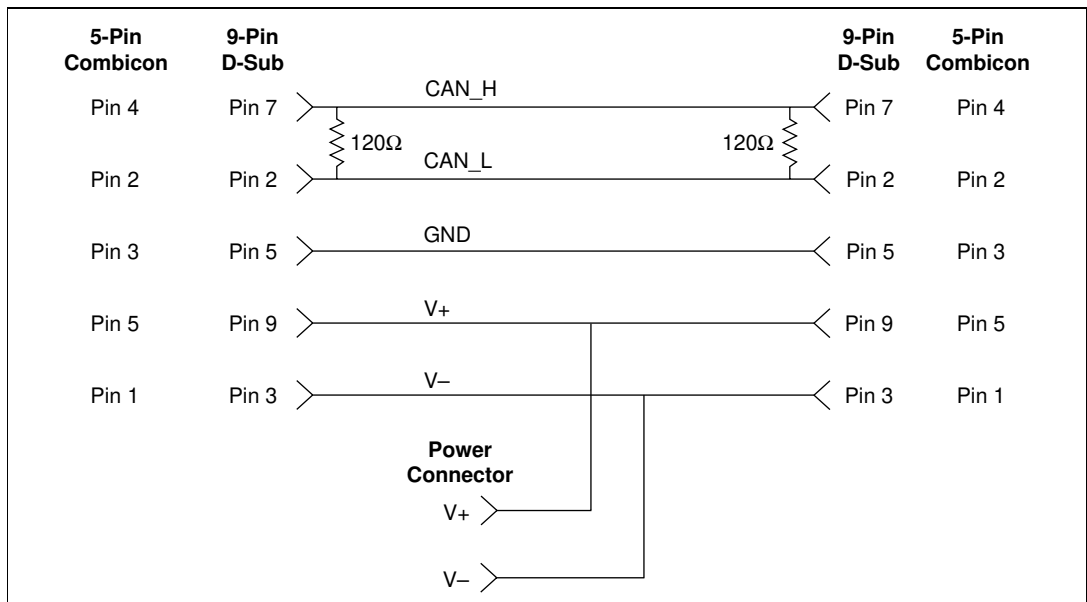 5-Pin Combicon 9-Pin D-Sub 9-Pin D-Sub 5-Pin Combicon
CAN_H
Pin 4 Pin 7 Pin 7 Pin 4
120Ω 120Ω
CAN_L
Pin 2 Pin 2 Pin 2 Pin 2
GND
Pin 3 Pin 5 Pin 5 Pin 3
V+
Pin 5 Pin 9 Pin 9 Pin 5
V–
Pin 1 Pin 3 Pin 3 Pin 1
Power
Connector
V+
V–